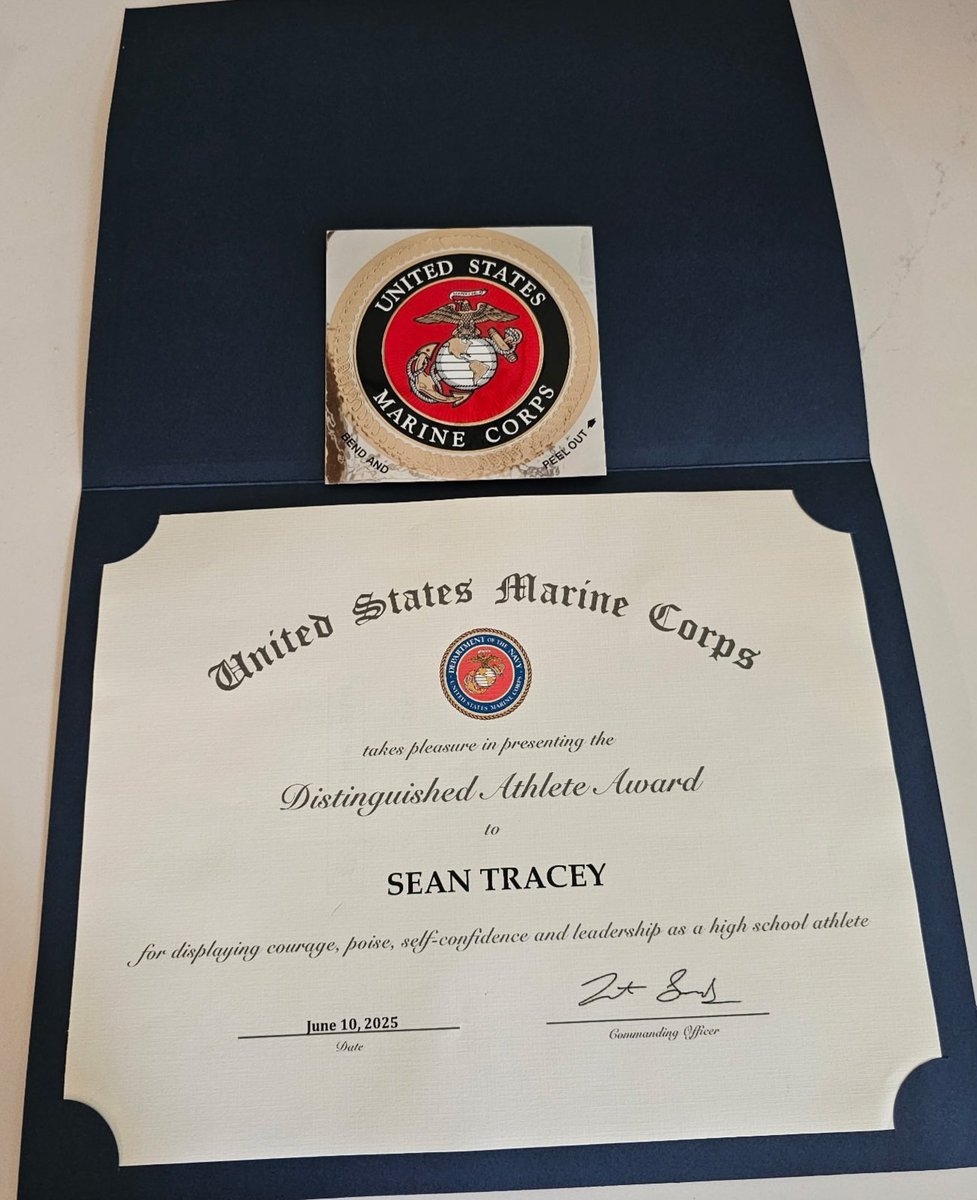 UNITED STATES
MARINE CORPS
BEND AND
PEEL OUT
United States Marine Corps
DEPARTMENT OF THE NAVY
UNITED STATES MARINE CORPS
takes pleasure in presenting the
Distinguished Athlete Award
to
SEAN TRACEY
for displaying courage, poise, self-confidence and leadership as a high school athlete
June 10, 2025
Date
Commanding Officer